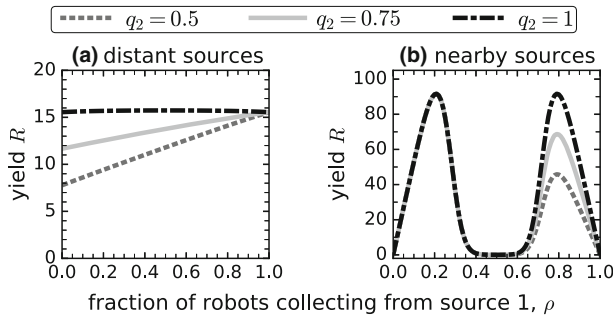 q₂ = 0.5 q₂ = 0.75 q₂ = 1
(a) distant sources (b) nearby sources
yield R
20
15
10
5
0
0.0 0.2 0.4 0.6 0.8 1.0
yield R
100
80
60
40
20
0
0.0 0.2 0.4 0.6 0.8 1.0
fraction of robots collecting from source 1, ρ